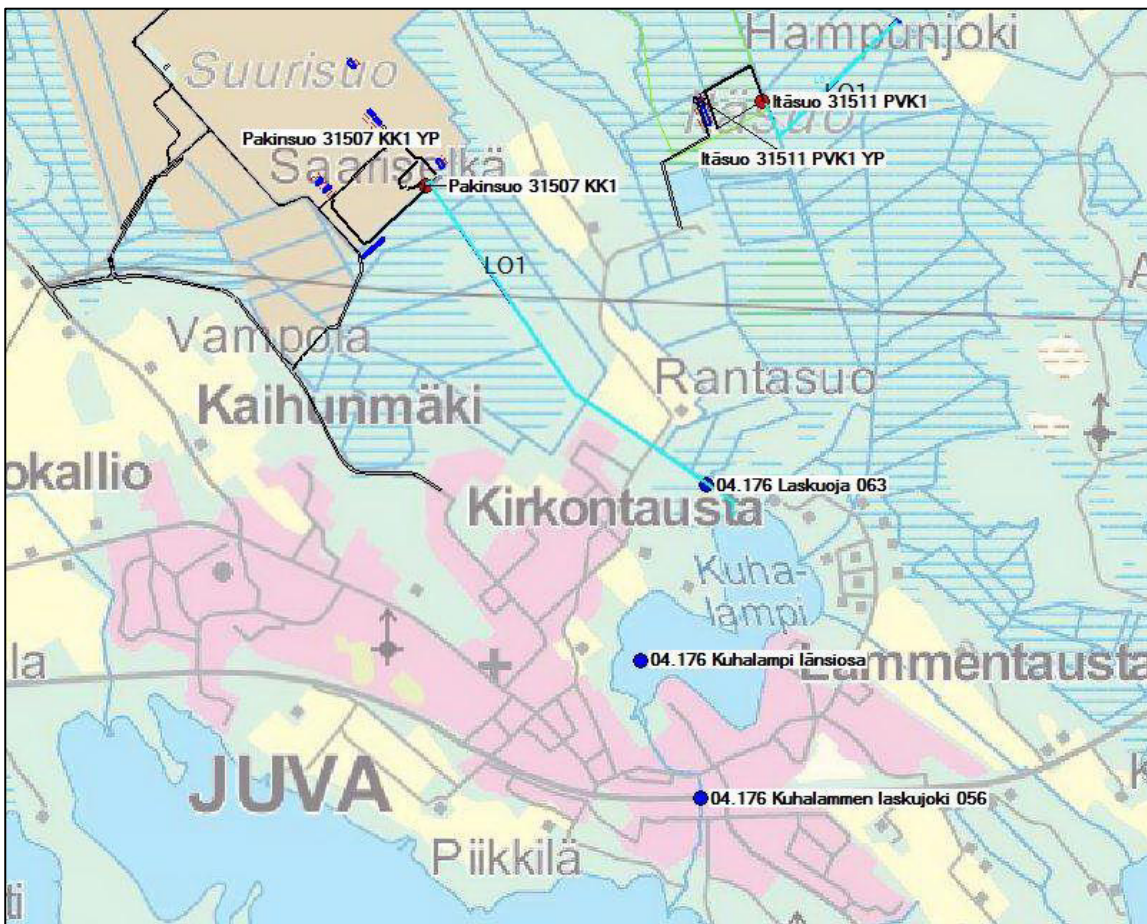 Hampunjoki
Suurisuo
LO1
Itäsuo 31511 PVK1
Pakinsuo 31507 KK1 YP
Itäsuo 31511 PVK1 YP
Pakinsuo 31507 KK1
LO1
Vampola
Rantasuo
Kaihunmäki
okallio
04.176 Laskuoja 063
Kirkontausta
Kuha-
lampi
la
04.176 Kuhalampi länsiosa
Lammentausta
JUVA
04.176 Kuhalammen laskujoki 056
Piikkilä
ti